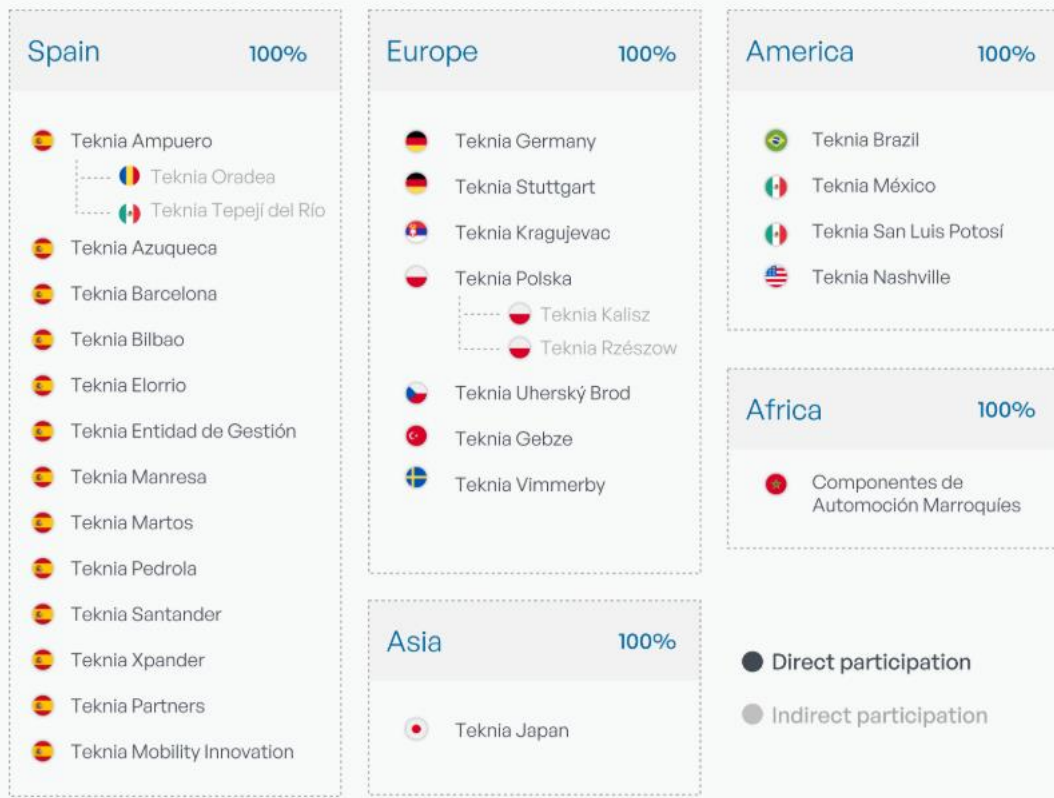 Spain 100%
Teknia Ampuero
Teknia Oradea
Teknia Tepejí del Río
Teknia Azuqueca
Teknia Barcelona
Teknia Bilbao
Teknia Elorrio
Teknia Entidad de Gestión
Teknia Manresa
Teknia Martos
Teknia Pedrola
Teknia Santander
Teknia Xpander
Teknia Partners
Teknia Mobility Innovation
Europe 100%
Teknia Germany
Teknia Stuttgart
Teknia Kragujevac
Teknia Polska
Teknia Kalisz
Teknia Rzészow
Teknia Uherský Brod
Teknia Gebze
Teknia Vimmerby
Asia 100%
Teknia Japan
America 100%
Teknia Brazil
Teknia México
Teknia San Luis Potosí
Teknia Nashville
Africa 100%
Componentes de
Automoción Marroquíes
Direct participation
Indirect participation